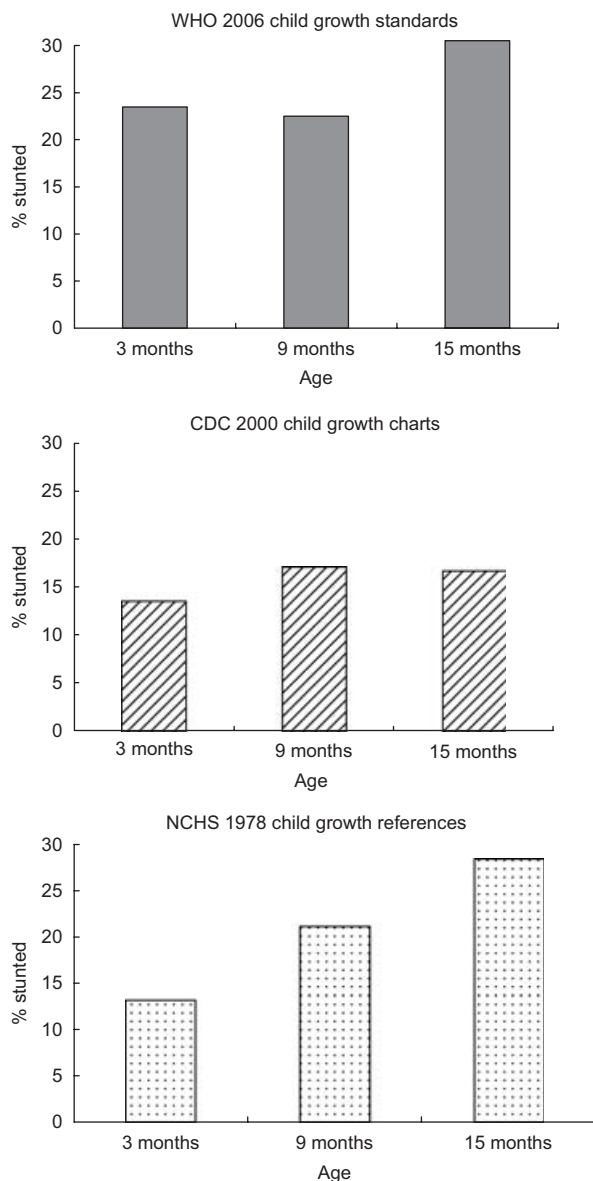 WHO 2006 child growth standards
30
25
20
15
10
5
0
% stunted
3 months 9 months 15 months
Age
CDC 2000 child growth charts
30
25
20
15
10
5
0
% stunted
3 months 9 months 15 months
Age
NCHS 1978 child growth references
30
25
20
15
10
5
0
% stunted
3 months 9 months 15 months
Age